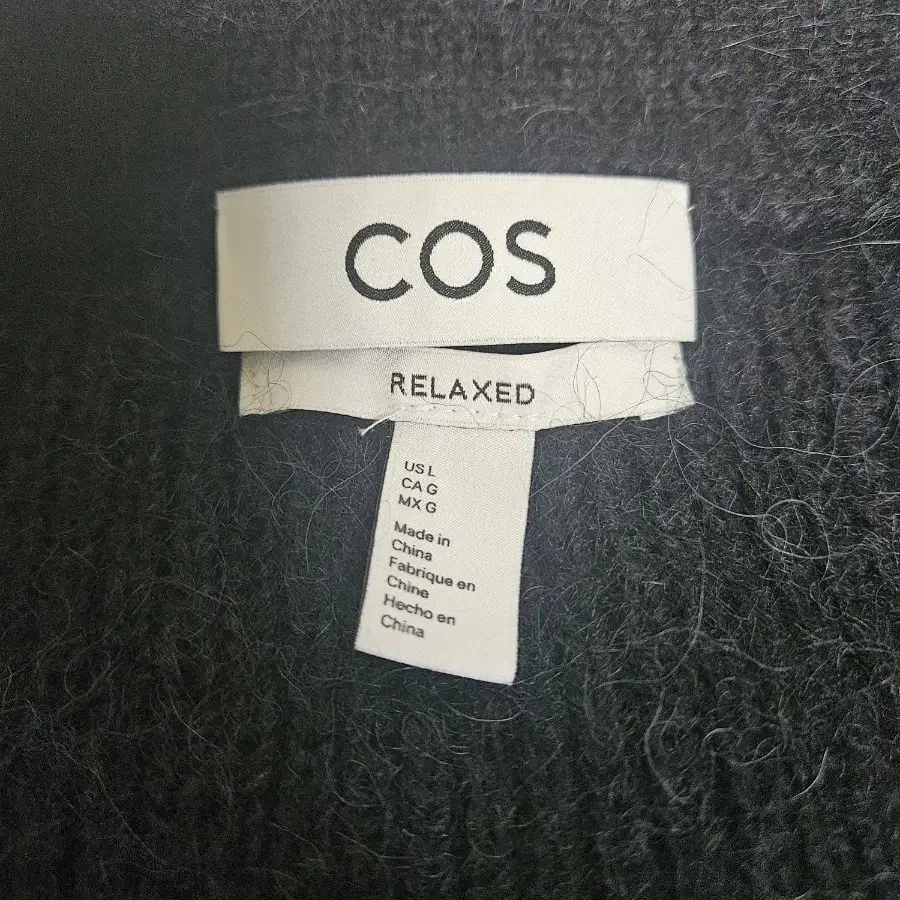 COS
RELAXED
US L
CA G
MX G
Made in
China
Fabrique en
Chine
Hecho en
China